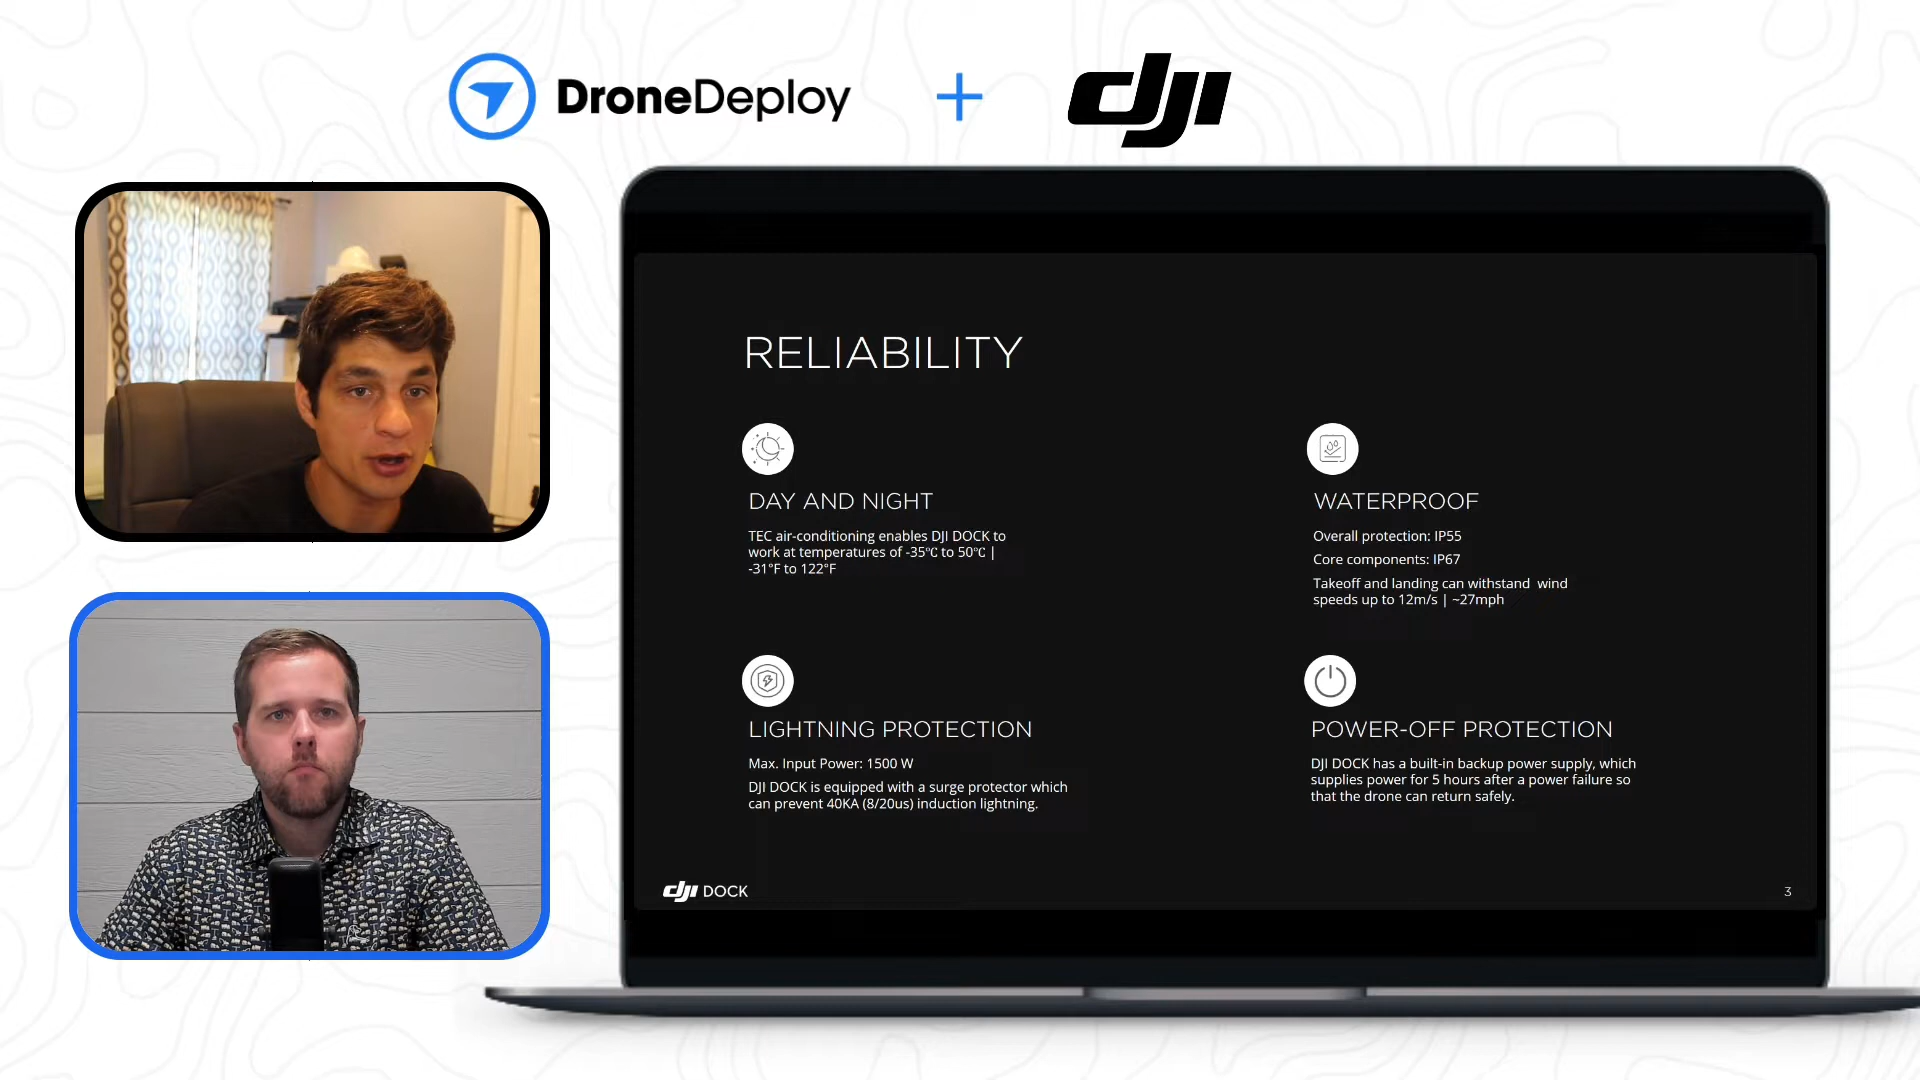 DroneDeploy + dji
RELIABILITY
DAY AND NIGHT
TEC air-conditioning enables DJI DOCK to
work at temperatures of -35℃ to 50℃ |
-31°F to 122°F
WATERPROOF
Overall protection: IP55
Core components: IP67
Takeoff and landing can withstand wind
speeds up to 12m/s | ~27mph
LIGHTNING PROTECTION
Max. Input Power: 1500 W
DJI DOCK is equipped with a surge protector which
can prevent 40KA (8/20us) induction lightning.
POWER-OFF PROTECTION
DJI DOCK has a built-in backup power supply, which
supplies power for 5 hours after a power failure so
that the drone can return safely.
dji DOCK
3